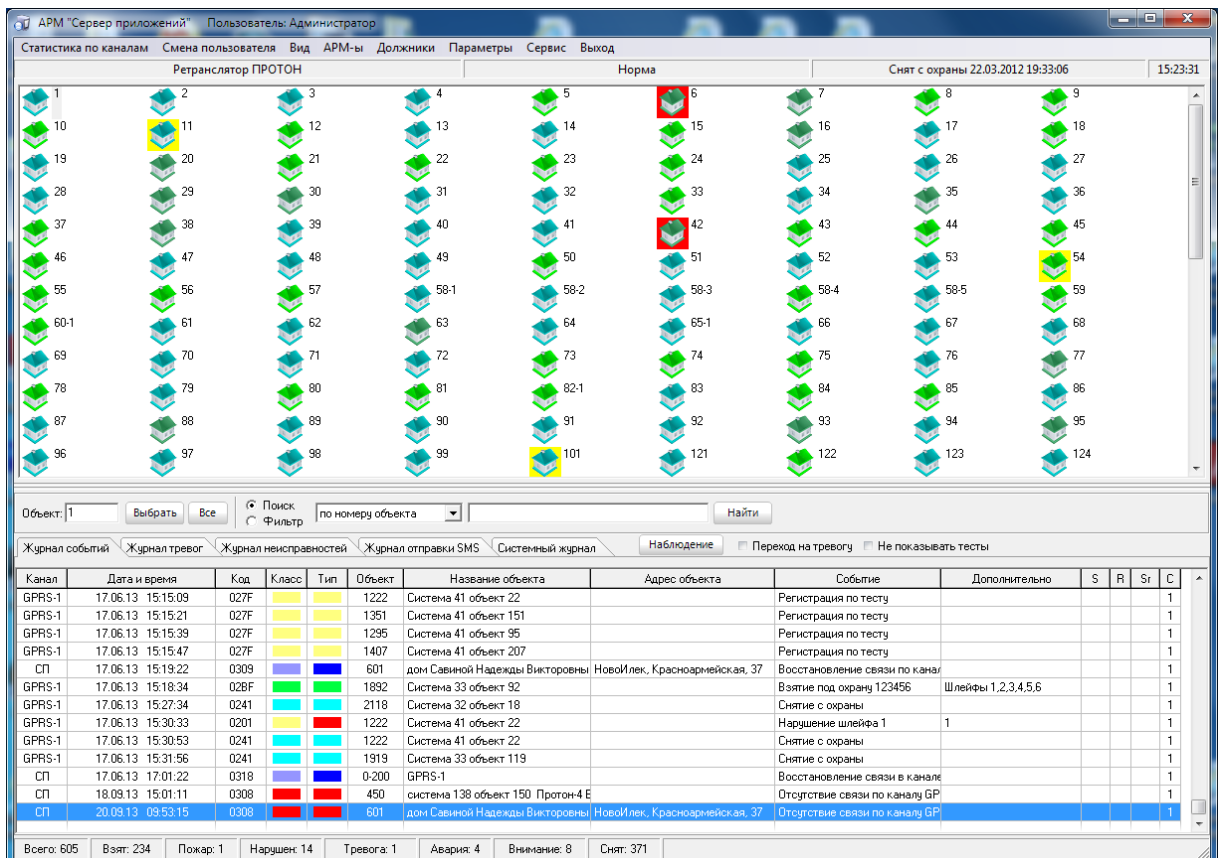 АРМ "Сервер приложений" Пользователь: Администратор
Статистика по каналам Смена пользователя Вид АРМ-ы Должники Параметры Сервис Выход
Ретранслятор ПРОТОН Норма Снят с охраны 22.03.2012 19:33:06 15:23:31
1 2 3 4 5 6 7 8 9
10 11 12 13 14 15 16 17 18
19 20 21 22 23 24 25 26 27
28 29 30 31 32 33 34 35 36
37 38 39 40 41 42 43 44 45
46 47 48 49 50 51 52 53 54
55 56 57 58-1 58-2 58-3 58-4 58-5 59
60-1 61 62 63 64 65-1 66 67 68
69 70 71 72 73 74 75 76 77
78 79 80 81 82-1 83 84 85 86
87 88 89 90 91 92 93 94 95
96 97 98 99 101 121 122 123 124
Объект: 1 Выбрать Все Поиск Фильтр по номеру объекта Найти
Журнал событий Журнал тревог Журнал неисправностей Журнал отправки SMS Системный журнал Наблюдение Переход на тревогу Не показывать тесты
Канал Дата и время Код Класс Тип Объект Название объекта Адрес объекта Событие Дополнительно S R Sr C
GPRS-1 17.06.13 15:15:09 027F 1222 Система 41 объект 22 Регистрация по тесту 1
GPRS-1 17.06.13 15:15:21 027F 1351 Система 41 объект 151 Регистрация по тесту 1
GPRS-1 17.06.13 15:15:39 027F 1295 Система 41 объект 95 Регистрация по тесту 1
GPRS-1 17.06.13 15:15:47 027F 1407 Система 41 объект 207 Регистрация по тесту 1
СП 17.06.13 15:19:22 0309 601 дом Савиной Надежды Викторовны НовоИлек, Красноармейская, 37 Восстановление связи по канал 1
GPRS-1 17.06.13 15:18:34 02BF 1892 Система 33 объект 92 Взятие под охрану 123456 Шлейфы 1,2,3,4,5,6 1
GPRS-1 17.06.13 15:27:34 0241 2118 Система 32 объект 18 Снятие с охраны 1
GPRS-1 17.06.13 15:30:33 0201 1222 Система 41 объект 22 Нарушение шлейфа 1 1 1
GPRS-1 17.06.13 15:30:53 0241 1222 Система 41 объект 22 Снятие с охраны 1
GPRS-1 17.06.13 15:31:56 0241 1919 Система 33 объект 119 Снятие с охраны 1
СП 17.06.13 17:01:22 0318 0-200 GPRS-1 Восстановление связи в канале 1
СП 18.09.13 15:01:11 0308 450 система 138 объект 150 Протон-4 Е Отсутствие связи по каналу GP 1
СП 20.09.13 09:53:15 0308 601 дом Савиной Надежды Викторовны НовоИлек, Красноармейская, 37 Отсутствие связи по каналу GP 1
Всего: 605 Взят: 234 Пожар: 1 Нарушен: 14 Тревога: 1 Авария: 4 Внимание: 8 Снят: 371